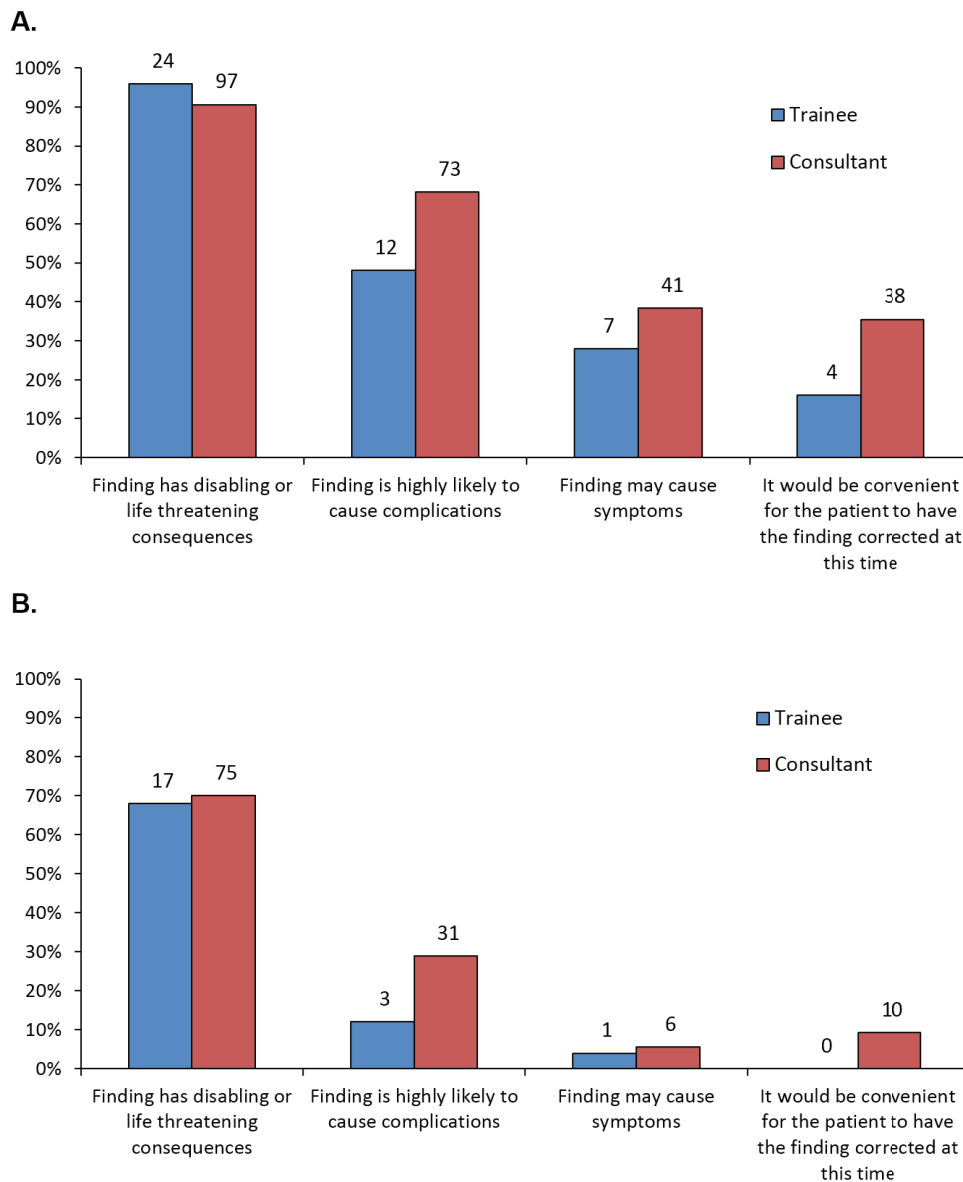 A.
100%
90%
80%
70%
60%
50%
40%
30%
20%
10%
0%
24
97
12
73
7
41
4
38
Trainee
Consultant
Finding has disabling or
life threatening
consequences
Finding is highly likely to
cause complications
Finding may cause
symptoms
It would be convenient
for the patient to have
the finding corrected at
this time
B.
100%
90%
80%
70%
60%
50%
40%
30%
20%
10%
0%
17
75
3
31
1
6
0
10
Trainee
Consultant
Finding has disabling or
life threatening
consequences
Finding is highly likely to
cause complications
Finding may cause
symptoms
It would be convenient
for the patient to have
the finding corrected at
this time